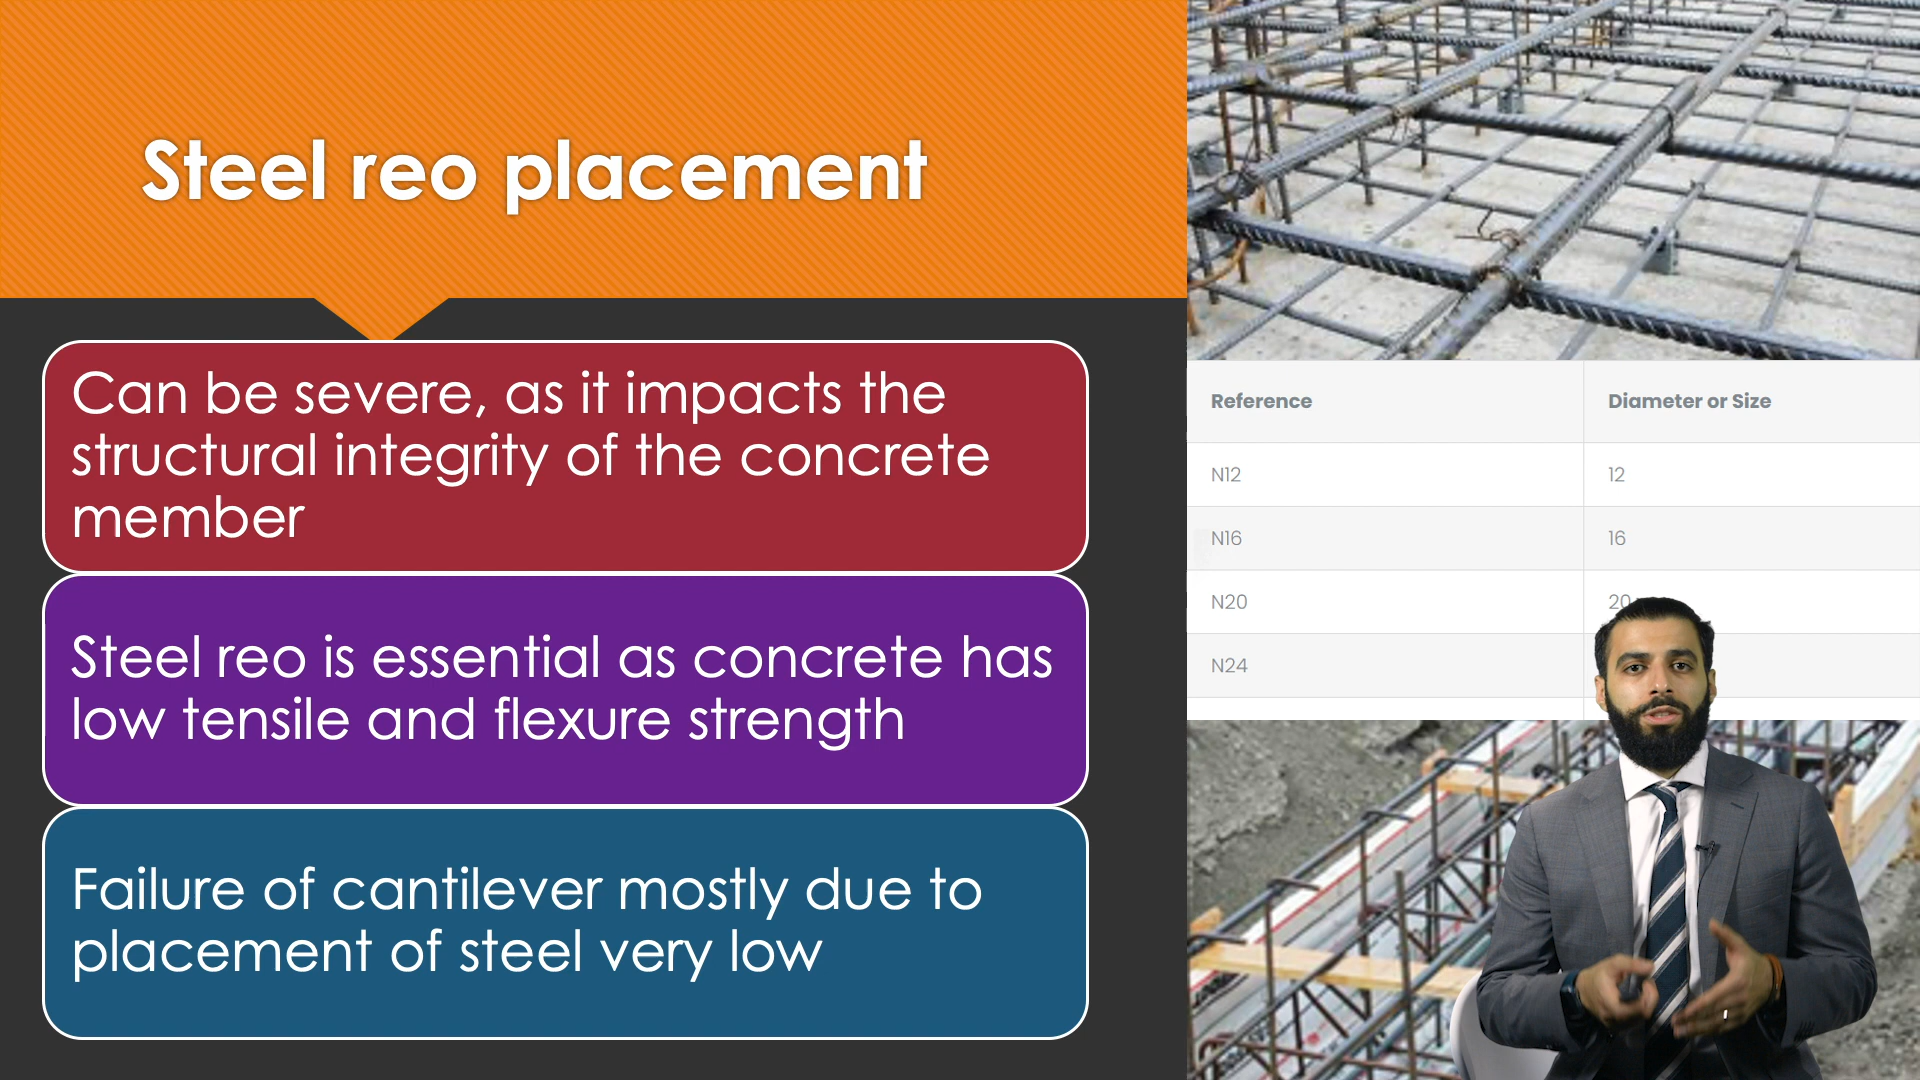 Steel reo placement
Can be severe, as it impacts the
structural integrity of the concrete
member
Steel reo is essential as concrete has
low tensile and flexure strength
Failure of cantilever mostly due to
placement of steel very low
Reference Diameter or Size
N12 12
N16 16
N20 20
N24